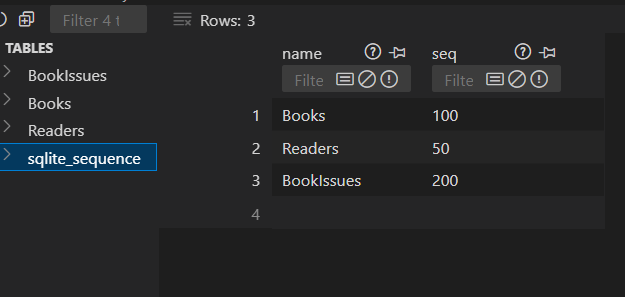 Filter 4 t
Rows: 3
TABLES
BookIssues
Books
Readers
sqlite_sequence
name seq
Filte Filte
1 Books 100
2 Readers 50
3 BookIssues 200
4